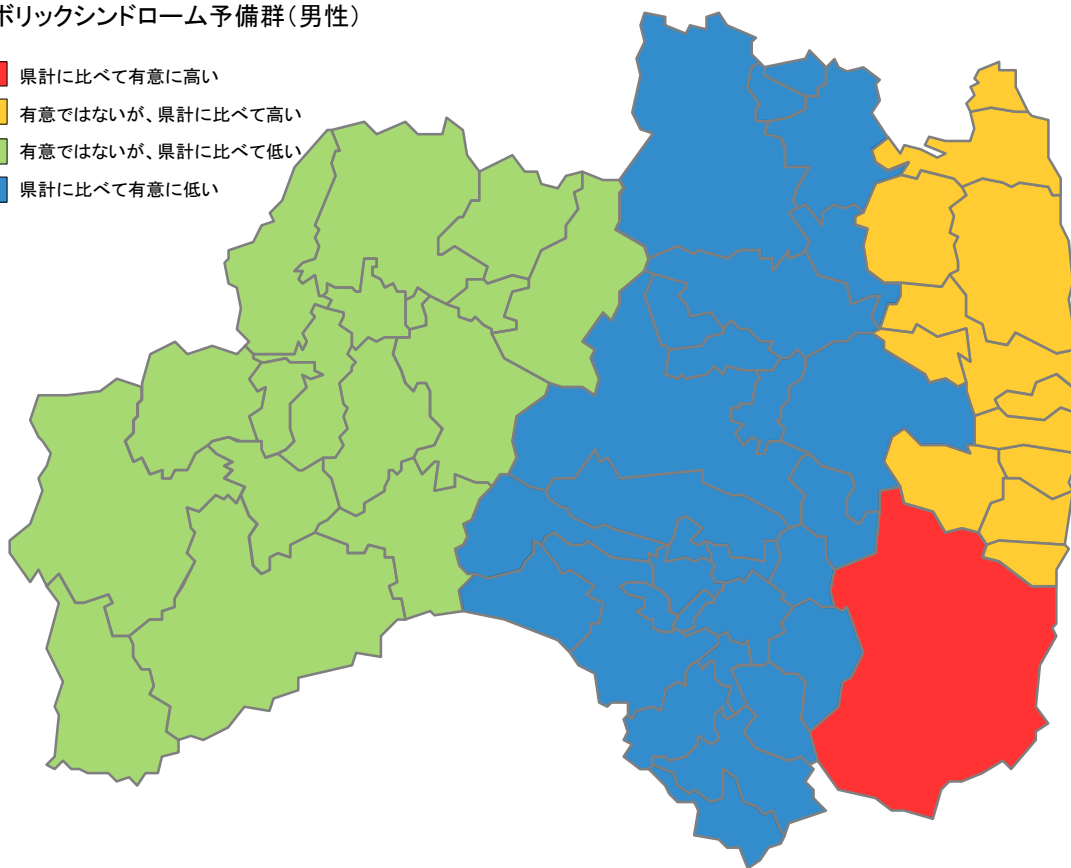 ボリックシンドローム予備群（男性）
県計に比べて有意に高い
有意ではないが、県計に比べて高い
有意ではないが、県計に比べて低い
県計に比べて有意に低い